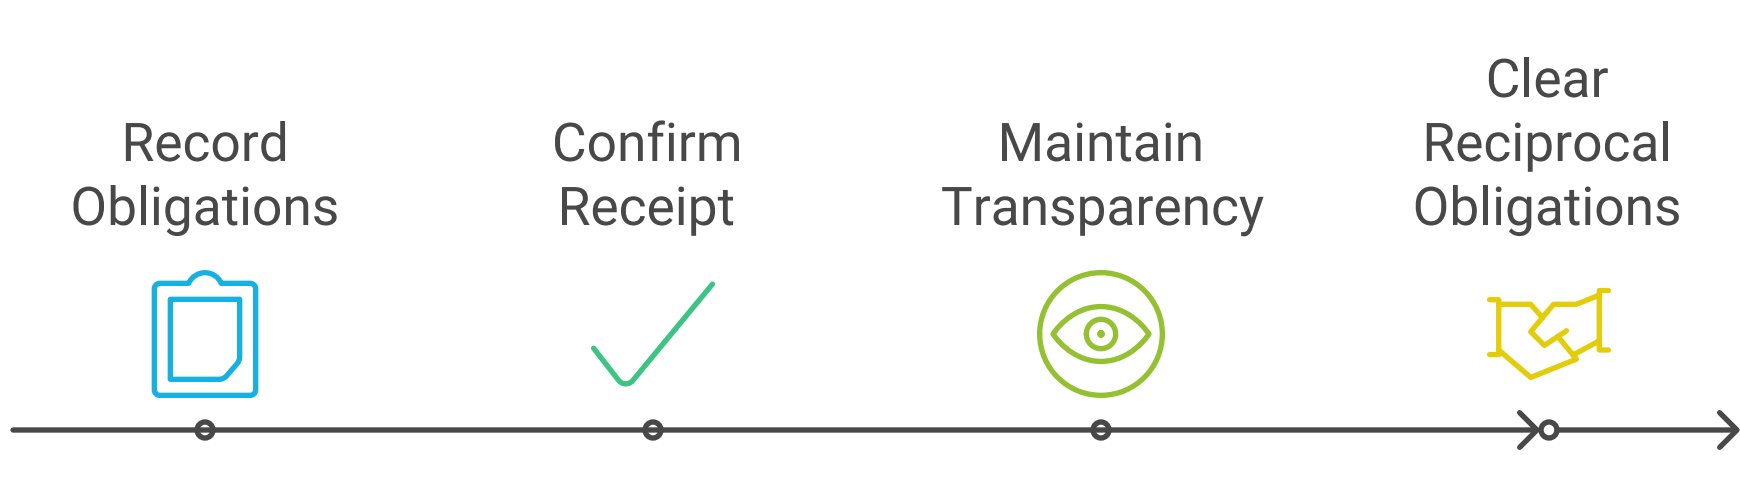 Record
Obligations
Confirm
Receipt
Maintain
Transparency
Clear
Reciprocal
Obligations